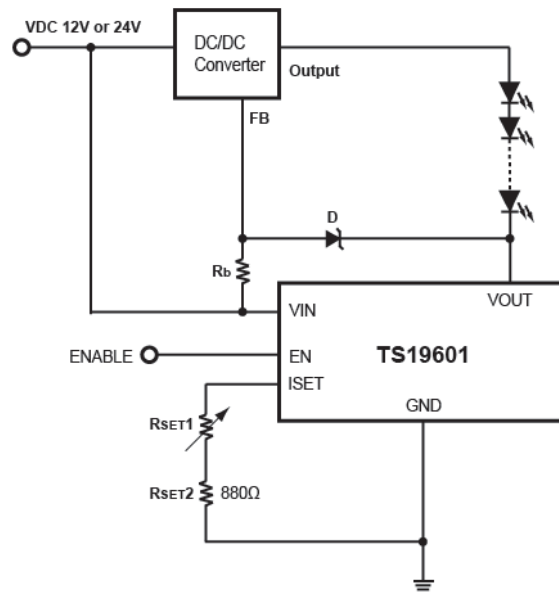 VDC 12V or 24V
DC/DC
Converter
Output
FB
D
Rb
VIN
VOUT
ENABLE
EN
TS19601
ISET
GND
RSET1
RSET2 880Ω